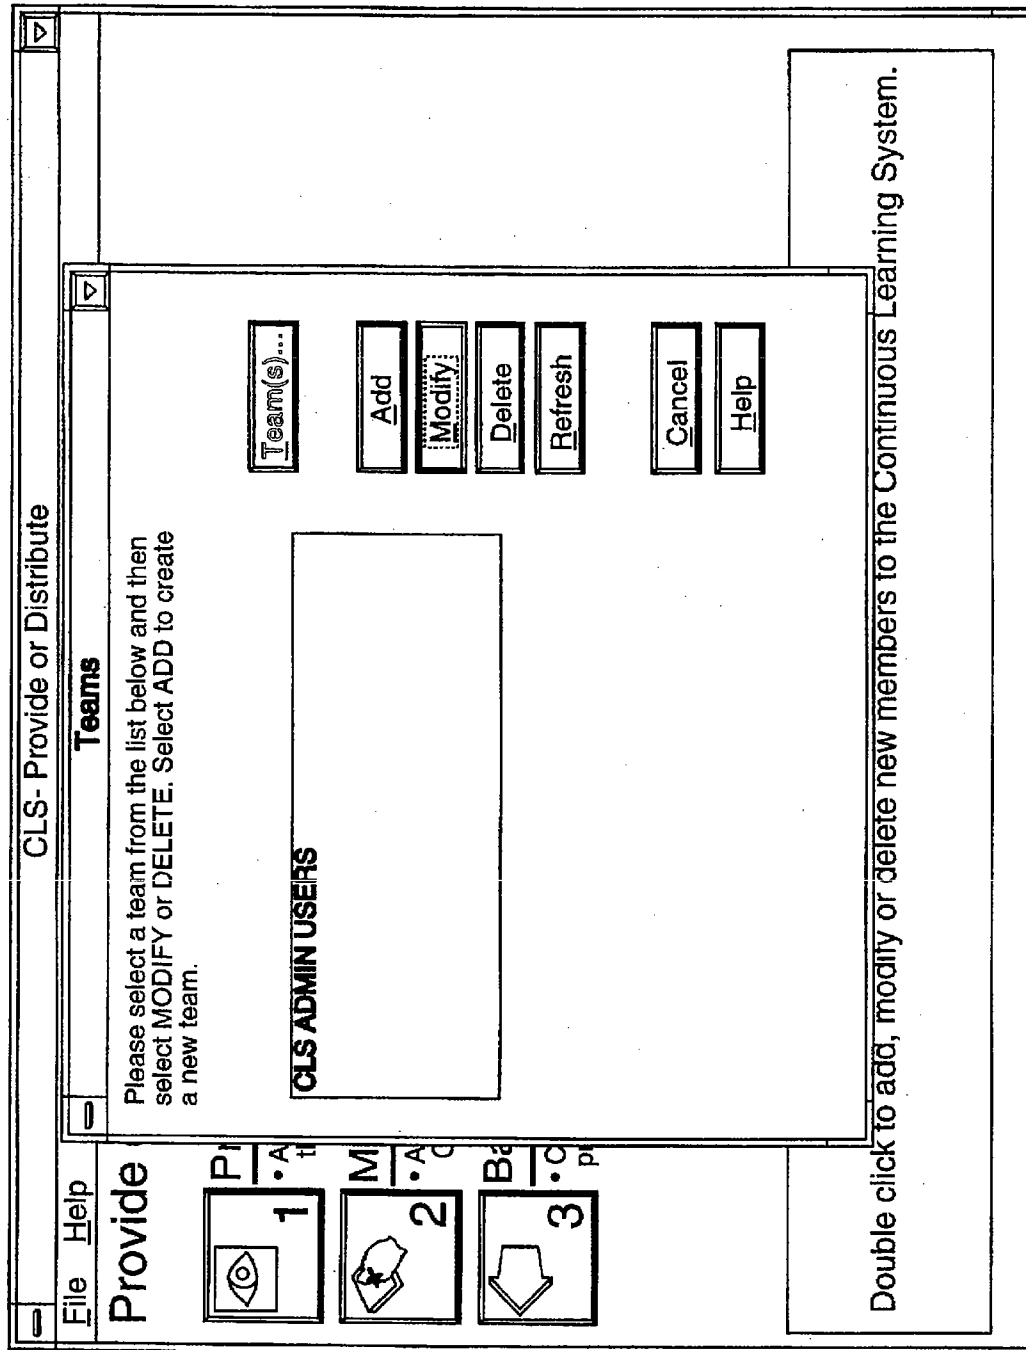 CLS- Provide or Distribute
File Help
Provide
1
2
3
• A
Teams
Please select a team from the list below and then
select MODIFY or DELETE. Select ADD to create
a new team.
CLS ADMIN USERS
Team(s)...
Add
Modify
Delete
Refresh
Cancel
Help
Double click to add, modify or delete new members to the Continuous Learning System.